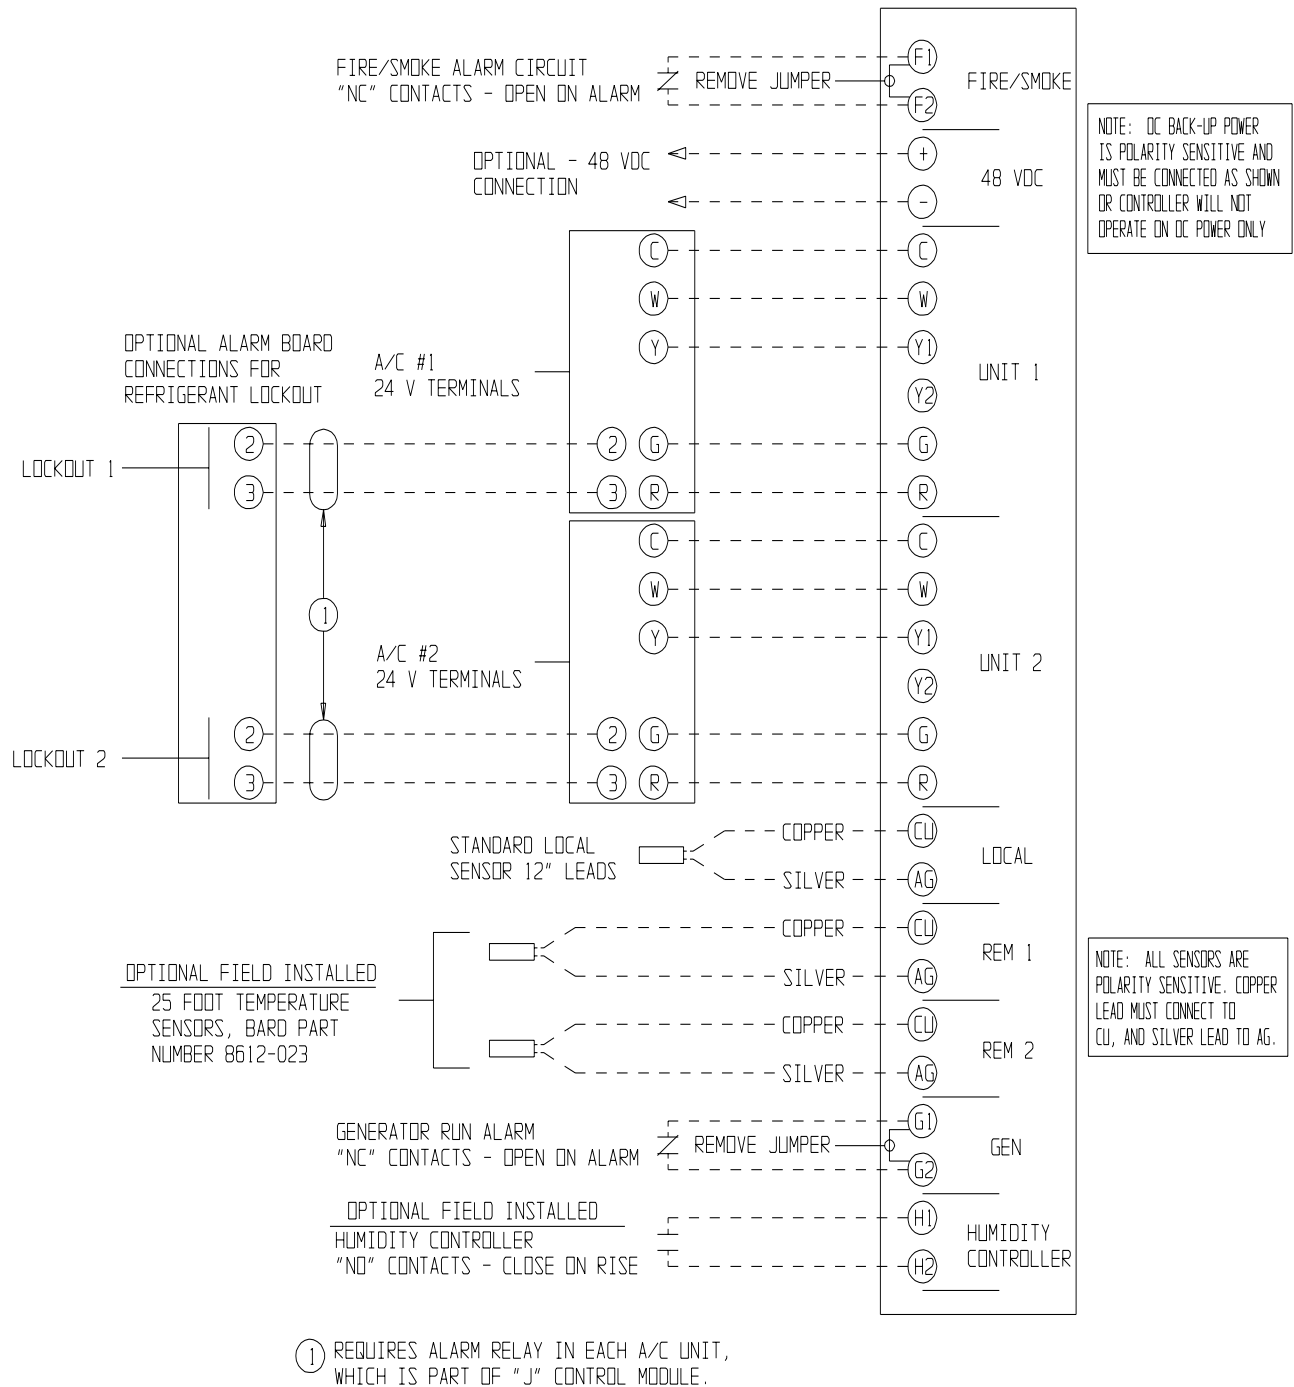 FIRE/SMOKE ALARM CIRCUIT
"NC" CONTACTS - OPEN ON ALARM
REMOVE JUMPER
F1
F2
FIRE/SMOKE
NOTE: DC BACK-UP POWER
IS POLARITY SENSITIVE AND
MUST BE CONNECTED AS SHOWN
OR CONTROLLER WILL NOT
OPERATE ON DC POWER ONLY
OPTIONAL - 48 VDC
CONNECTION
+
-
48 VDC
C
C
W
W
Y
Y1
Y2
OPTIONAL ALARM BOARD
CONNECTIONS FOR
REFRIGERANT LOCKOUT
A/C #1
24 V TERMINALS
UNIT 1
LOCKOUT 1
2
2
G
G
3
3
R
R
C
C
W
W
1
Y
Y1
Y2
A/C #2
24 V TERMINALS
UNIT 2
LOCKOUT 2
2
2
G
G
3
3
R
R
STANDARD LOCAL
SENSOR 12" LEADS
COPPER
CU
SILVER
AG
LOCAL
OPTIONAL FIELD INSTALLED
25 FOOT TEMPERATURE
SENSORS, BARD PART
NUMBER 8612-023
COPPER
CU
SILVER
AG
REM 1
COPPER
CU
SILVER
AG
REM 2
NOTE: ALL SENSORS ARE
POLARITY SENSITIVE. COPPER
LEAD MUST CONNECT TO
CU, AND SILVER LEAD TO AG.
GENERATOR RUN ALARM
"NC" CONTACTS - OPEN ON ALARM
REMOVE JUMPER
G1
G2
GEN
OPTIONAL FIELD INSTALLED
HUMIDITY CONTROLLER
"NO" CONTACTS - CLOSE ON RISE
H1
H2
HUMIDITY
CONTROLLER
1 REQUIRES ALARM RELAY IN EACH A/C UNIT,
WHICH IS PART OF "J" CONTROL MODULE.